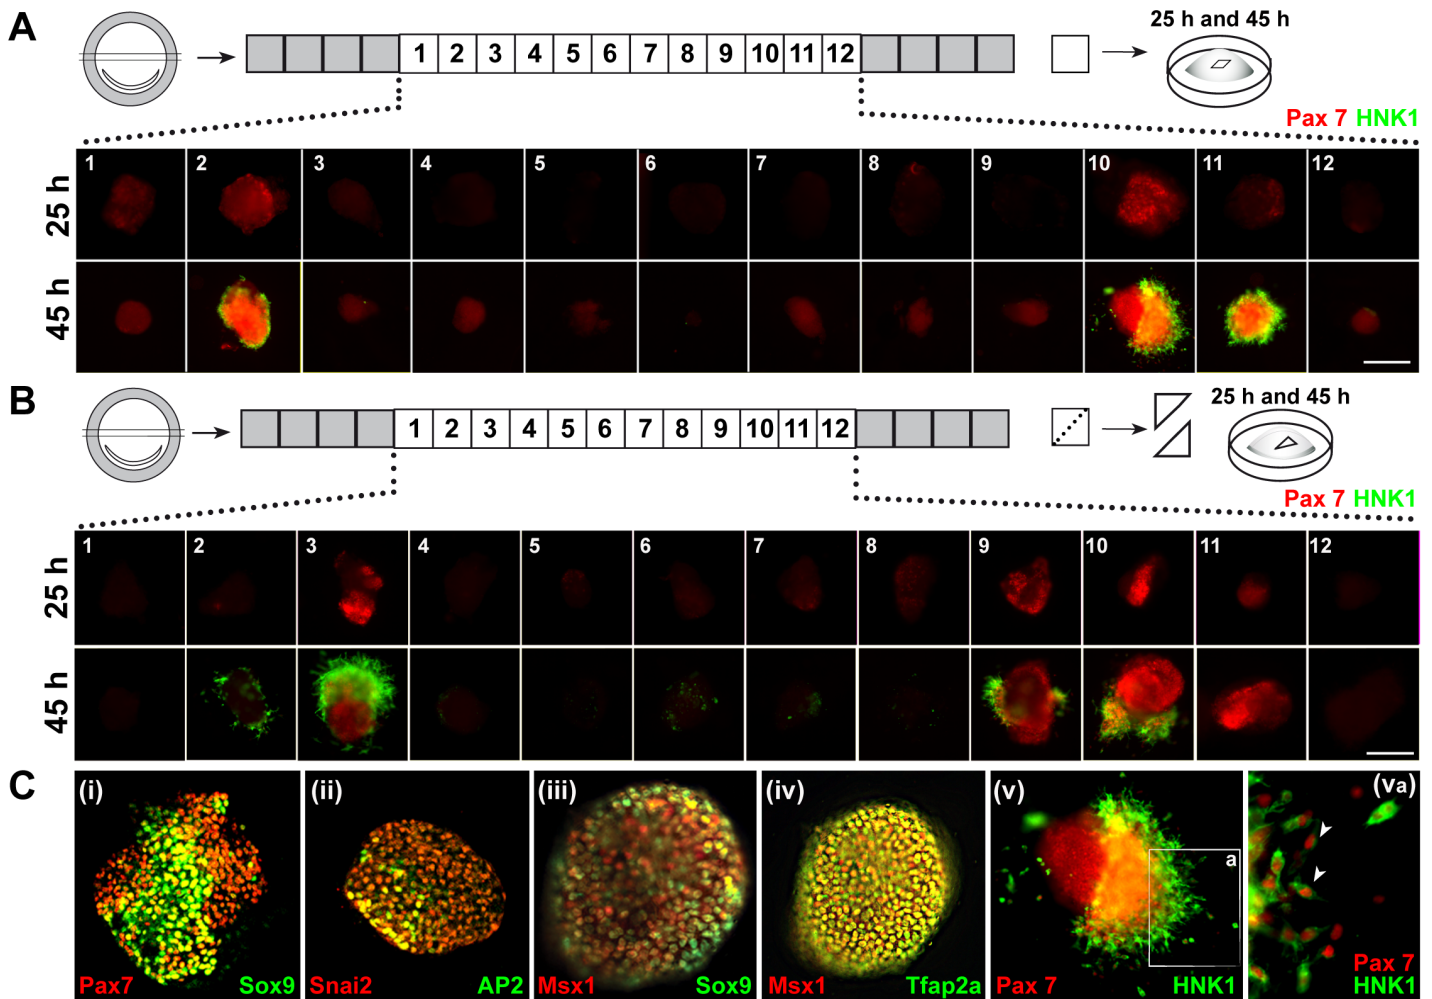 A
25 h and 45 h
1 2 3 4 5 6 7 8 9 10 11 12
Pax 7 HNK1
1 2 3 4 5 6 7 8 9 10 11 12
25 h
45 h
B
25 h and 45 h
1 2 3 4 5 6 7 8 9 10 11 12
Pax 7 HNK1
1 2 3 4 5 6 7 8 9 10 11 12
25 h
45 h
C
(i) (ii) (iii) (iv) (v) (va)
a
Pax7 Sox9 Snai2 AP2 Msx1 Sox9 Msx1 Tfap2a Pax 7 HNK1 Pax 7
HNK1